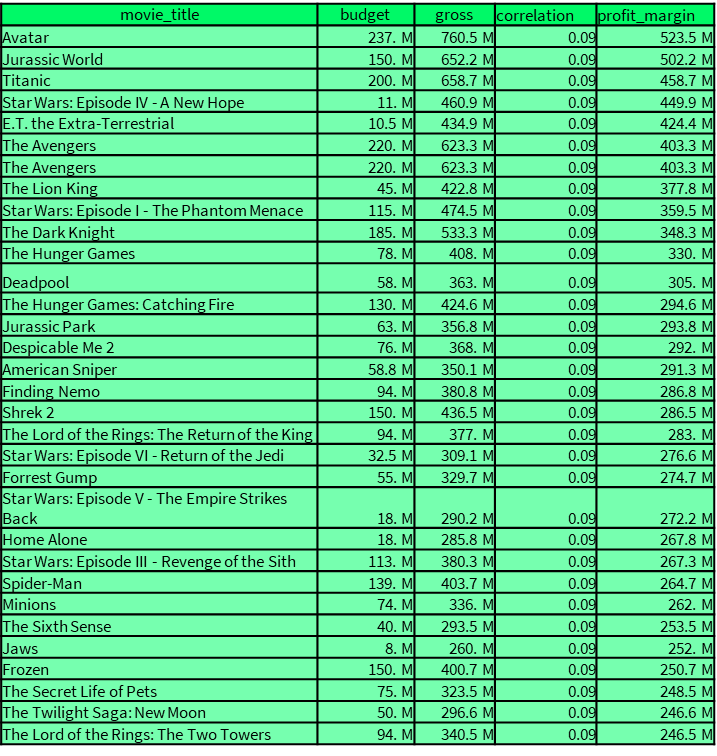 movie_title budget gross correlation profit_margin
Avatar 237. M 760.5 M 0.09 523.5 M
Jurassic World 150. M 652.2 M 0.09 502.2 M
Titanic 200. M 658.7 M 0.09 458.7 M
Star Wars: Episode IV - A New Hope 11. M 460.9 M 0.09 449.9 M
E.T. the Extra-Terrestrial 10.5 M 434.9 M 0.09 424.4 M
The Avengers 220. M 623.3 M 0.09 403.3 M
The Avengers 220. M 623.3 M 0.09 403.3 M
The Lion King 45. M 422.8 M 0.09 377.8 M
Star Wars: Episode I - The Phantom Menace 115. M 474.5 M 0.09 359.5 M
The Dark Knight 185. M 533.3 M 0.09 348.3 M
The Hunger Games 78. M 408. M 0.09 330. M
Deadpool 58. M 363. M 0.09 305. M
The Hunger Games: Catching Fire 130. M 424.6 M 0.09 294.6 M
Jurassic Park 63. M 356.8 M 0.09 293.8 M
Despicable Me 2 76. M 368. M 0.09 292. M
American Sniper 58.8 M 350.1 M 0.09 291.3 M
Finding Nemo 94. M 380.8 M 0.09 286.8 M
Shrek 2 150. M 436.5 M 0.09 286.5 M
The Lord of the Rings: The Return of the King 94. M 377. M 0.09 283. M
Star Wars: Episode VI - Return of the Jedi 32.5 M 309.1 M 0.09 276.6 M
Forrest Gump 55. M 329.7 M 0.09 274.7 M
Star Wars: Episode V - The Empire Strikes
Back 18. M 290.2 M 0.09 272.2 M
Home Alone 18. M 285.8 M 0.09 267.8 M
Star Wars: Episode III - Revenge of the Sith 113. M 380.3 M 0.09 267.3 M
Spider-Man 139. M 403.7 M 0.09 264.7 M
Minions 74. M 336. M 0.09 262. M
The Sixth Sense 40. M 293.5 M 0.09 253.5 M
Jaws 8. M 260. M 0.09 252. M
Frozen 150. M 400.7 M 0.09 250.7 M
The Secret Life of Pets 75. M 323.5 M 0.09 248.5 M
The Twilight Saga: New Moon 50. M 296.6 M 0.09 246.6 M
The Lord of the Rings: The Two Towers 94. M 340.5 M 0.09 246.5 M